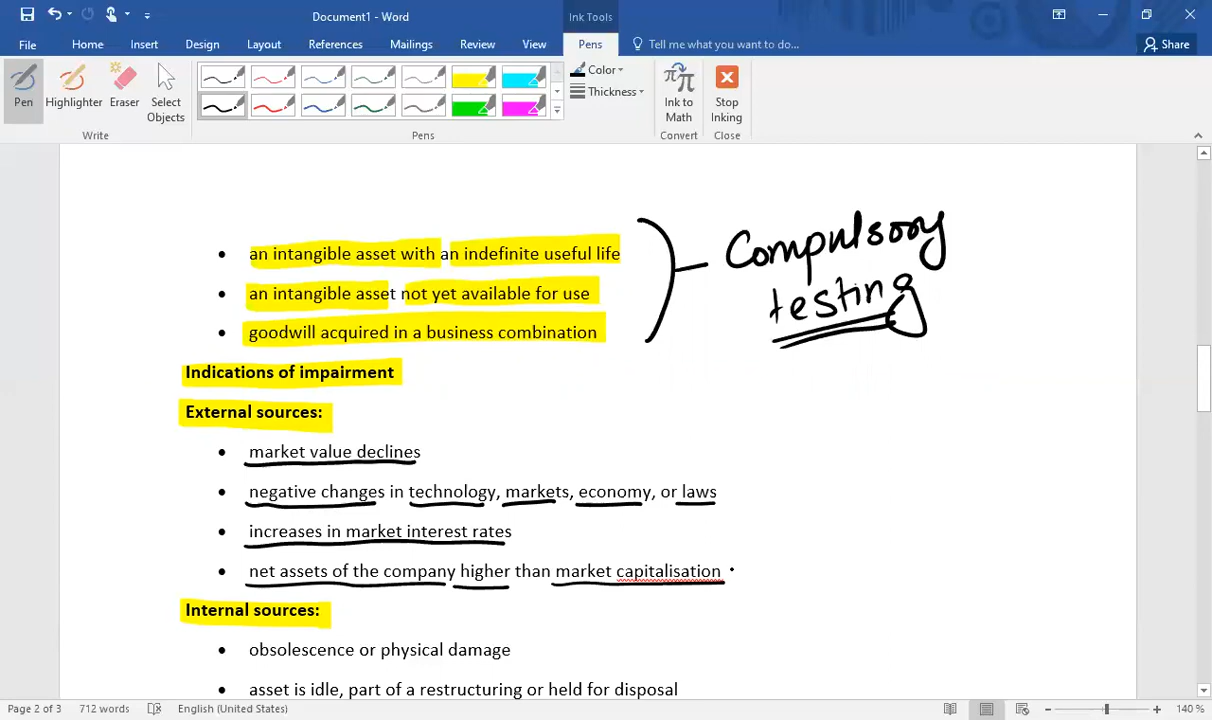 Document1 - Word
Ink Tools
File Home Insert Design Layout References Mailings Review View Pens Tell me what you want to do... Share
Pen Highlighter Eraser Select Objects
Color
Thickness
Ink to Math
Stop Inking
Write Pens Convert Close
• an intangible asset with an indefinite useful life
• an intangible asset not yet available for use
• goodwill acquired in a business combination
Compulsory
testing
Indications of impairment
External sources:
• market value declines
• negative changes in technology, markets, economy, or laws
• increases in market interest rates
• net assets of the company higher than market capitalisation
Internal sources:
• obsolescence or physical damage
• asset is idle, part of a restructuring or held for disposal
Page 2 of 3 712 words English (United States) 140 %